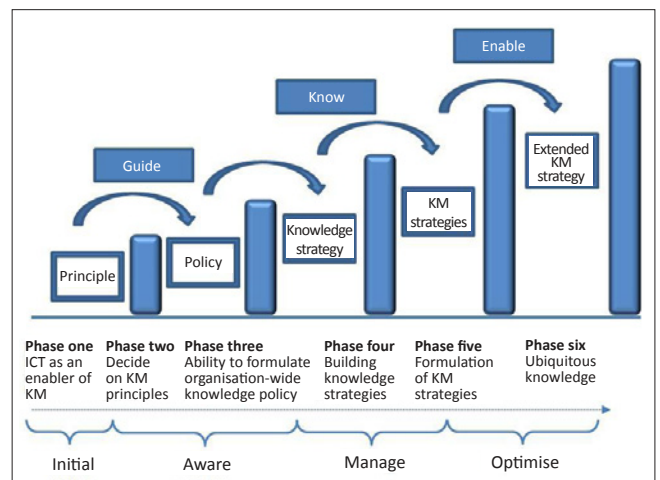 Enable
Know
Guide
Extended
KM
strategy
KM
strategies
Knowledge
strategy
Policy
Principle
Phase one
ICT as an
enabler of
KM
Phase two
Decide
on KM
principles
Phase three
Ability to formulate
organisation-wide
knowledge policy
Phase four
Building
knowledge
strategies
Phase five
Formulation
of KM
strategies
Phase six
Ubiquitous
knowledge
Initial
Aware
Manage
Optimise